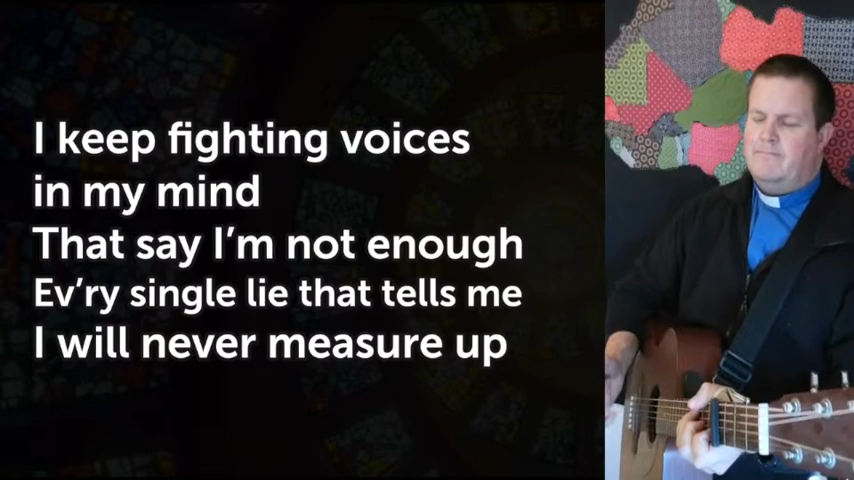 I keep fighting voices
in my mind
That say I’m not enough
Ev’ry single lie that tells me
I will never measure up